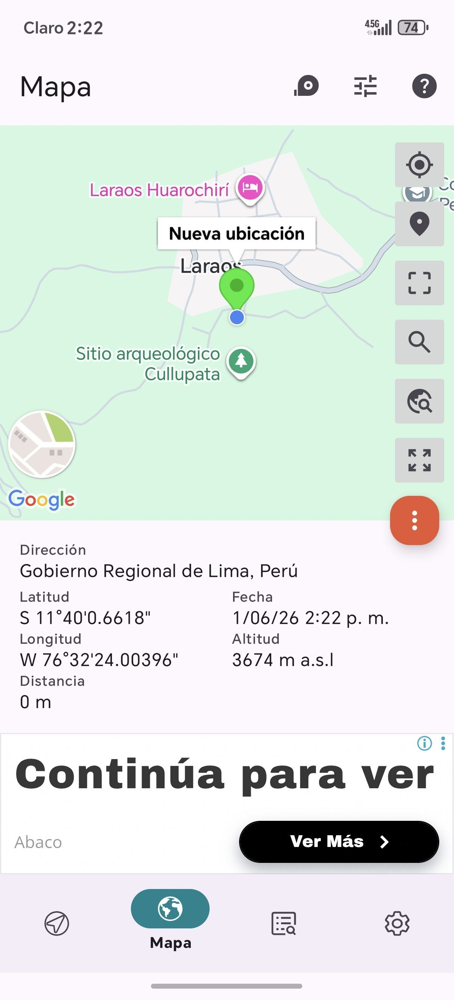 Claro 2:22
4.5G
74
Mapa
Laraos Huarochirí
Co
Pe
Nueva ubicación
Laraos
Sitio arqueológico
Cullupata
Google
Dirección
Gobierno Regional de Lima, Perú
Latitud
S 11°40'0.6618"
Fecha
1/06/26 2:22 p. m.
Longitud
W 76°32'24.00396"
Altitud
3674 m a.s.l
Distancia
0 m
Continúa para ver
Abaco
Ver Más
Mapa